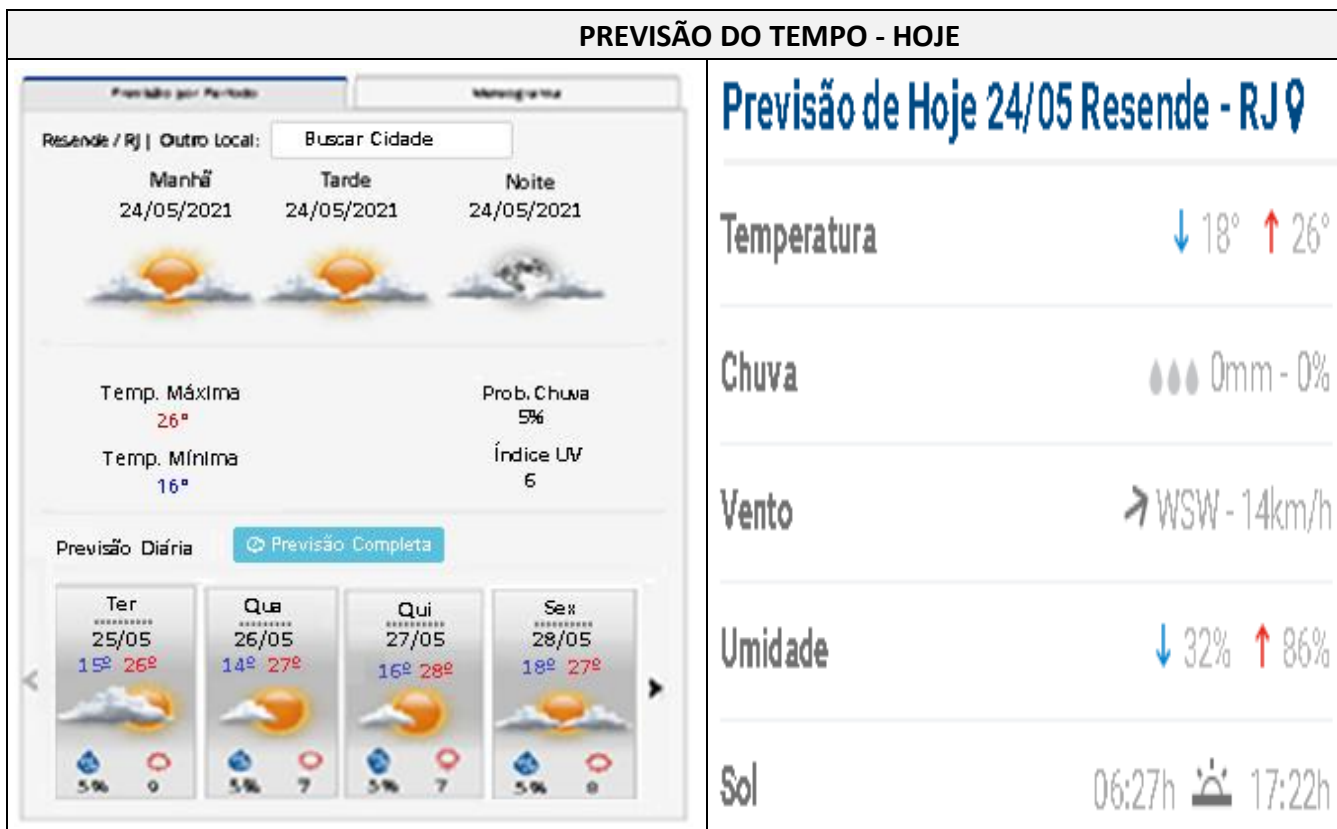 PREVISÃO DO TEMPO - HOJE
Previsão por Período
Meteograma
Resende / RJ | Outro Local: Buscar Cidade
Manhã Tarde Noite
24/05/2021 24/05/2021 24/05/2021
Temp. Máxima Prob. Chuva
26° 5%
Temp. Mínima Índice UV
16° 6
Previsão Diária Previsão Completa
Ter Qua Qui Sex
25/05 26/05 27/05 28/05
15º 26º 14º 27º 16º 28º 18º 27º
5% 5% 7 5% 7 5% 8
Previsão de Hoje 24/05 Resende - RJ
Temperatura ↓ 18° ↑ 26°
Chuva 0mm - 0%
Vento WSW - 14km/h
Umidade ↓ 32% ↑ 86%
Sol 06:27h 17:22h